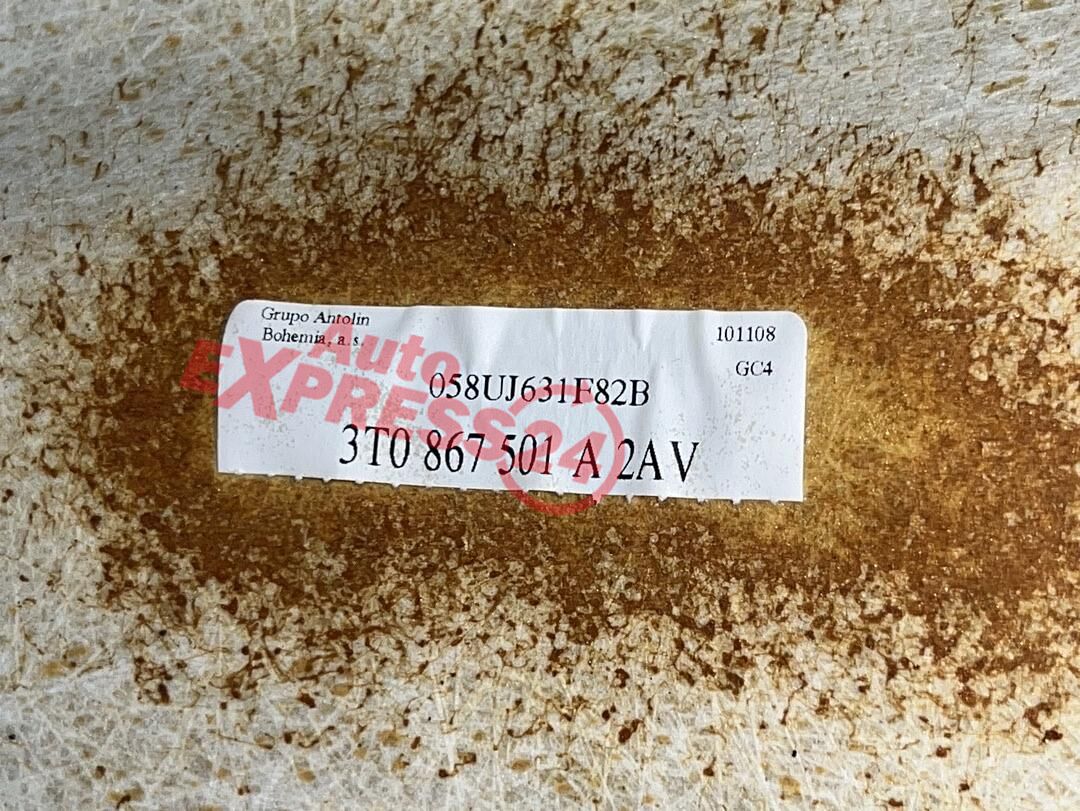 Grupo Antolin
Bohemia, a.s.
101108
GC4
058UJ631F82B
3T0 867 501 A 2AV
Auto
EXPRESS24